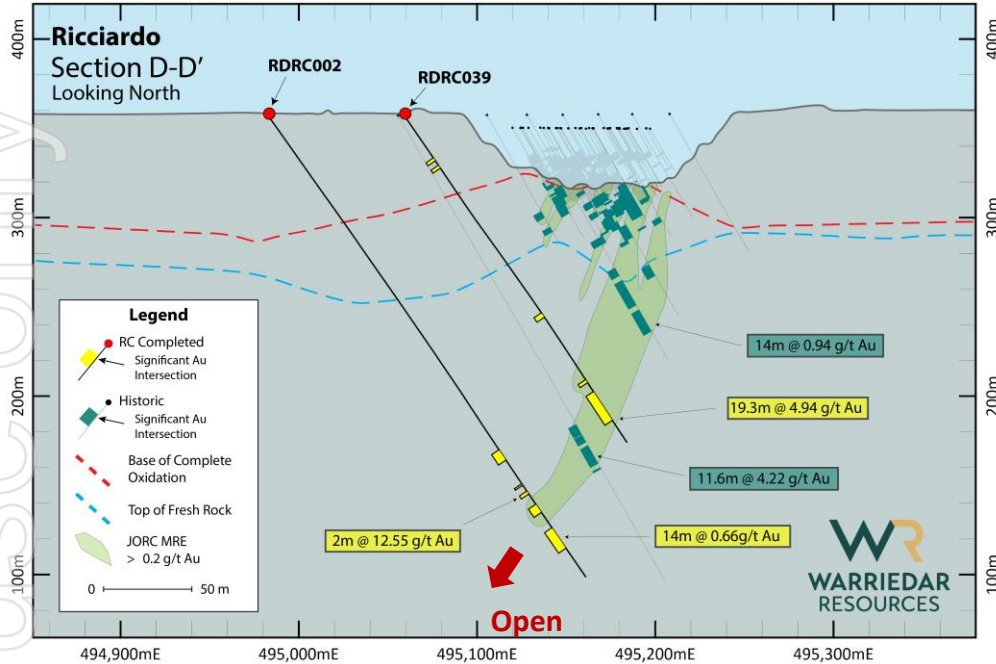 400m
400m
Ricciardo
Section D-D'
Looking North
RDRC002
RDRC039
300m
300m
Legend
RC Completed
Significant Au
Intersection
Historic
Significant Au
Intersection
Base of Complete
Oxidation
Top of Fresh Rock
JORC MRE
> 0.2 g/t Au
0
50 m
14m @ 0.94 g/t Au
200m
200m
19.3m @ 4.94 g/t Au
11.6m @ 4.22 g/t Au
2m @ 12.55 g/t Au
14m @ 0.66g/t Au
WR
WARRIEDAR
RESOURCES
100m
100m
Open
494,900mE
495,000mE
495,100mE
495,200mE
495,300mE